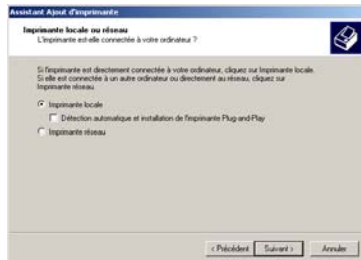 Assistant Ajout d'imprimante
Imprimante locale ou réseau
L'imprimante est-elle connectée à votre ordinateur ?
Si l'imprimante est directement connectée à votre ordinateur, cliquez sur Imprimante locale.
Si elle est connectée à un autre ordinateur ou directement au réseau, cliquez sur
Imprimante réseau.
Imprimante locale
Détection automatique et installation de l'imprimante Plug-and-Play
Imprimante réseau
< Précédent Suivant > Annuler